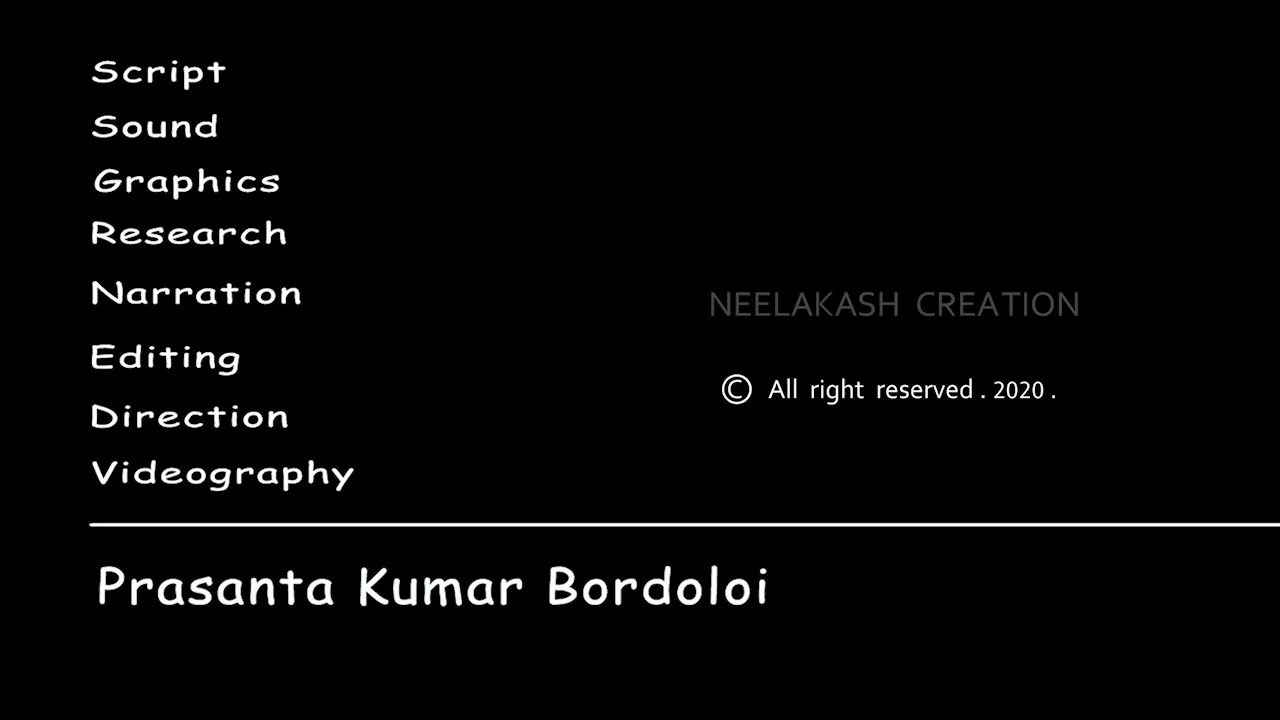 Script
Sound
Graphics
Research
Narration
Editing
Direction
Videography
NEELAKASH CREATION
© All right reserved . 2020 .
Prasanta Kumar Bordoloi